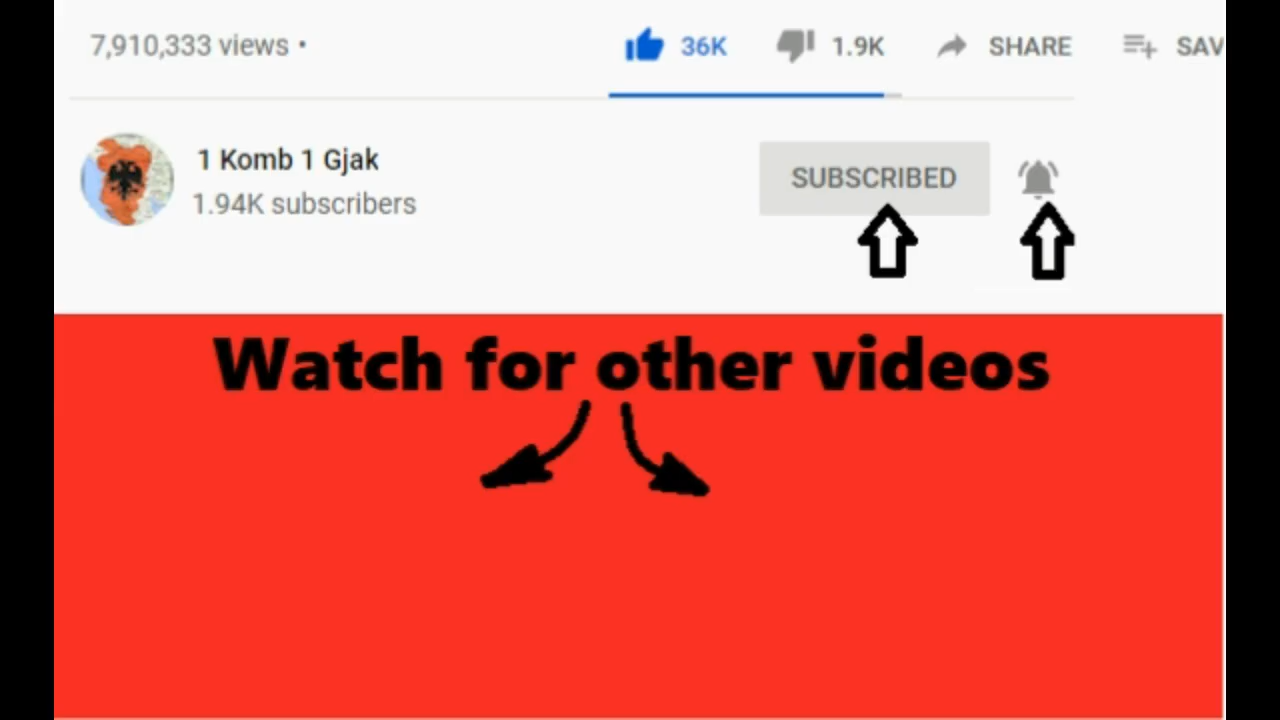 7,910,333 views •
36K
1.9K
SHARE
SAV
1 Komb 1 Gjak
1.94K subscribers
SUBSCRIBED
Watch for other videos